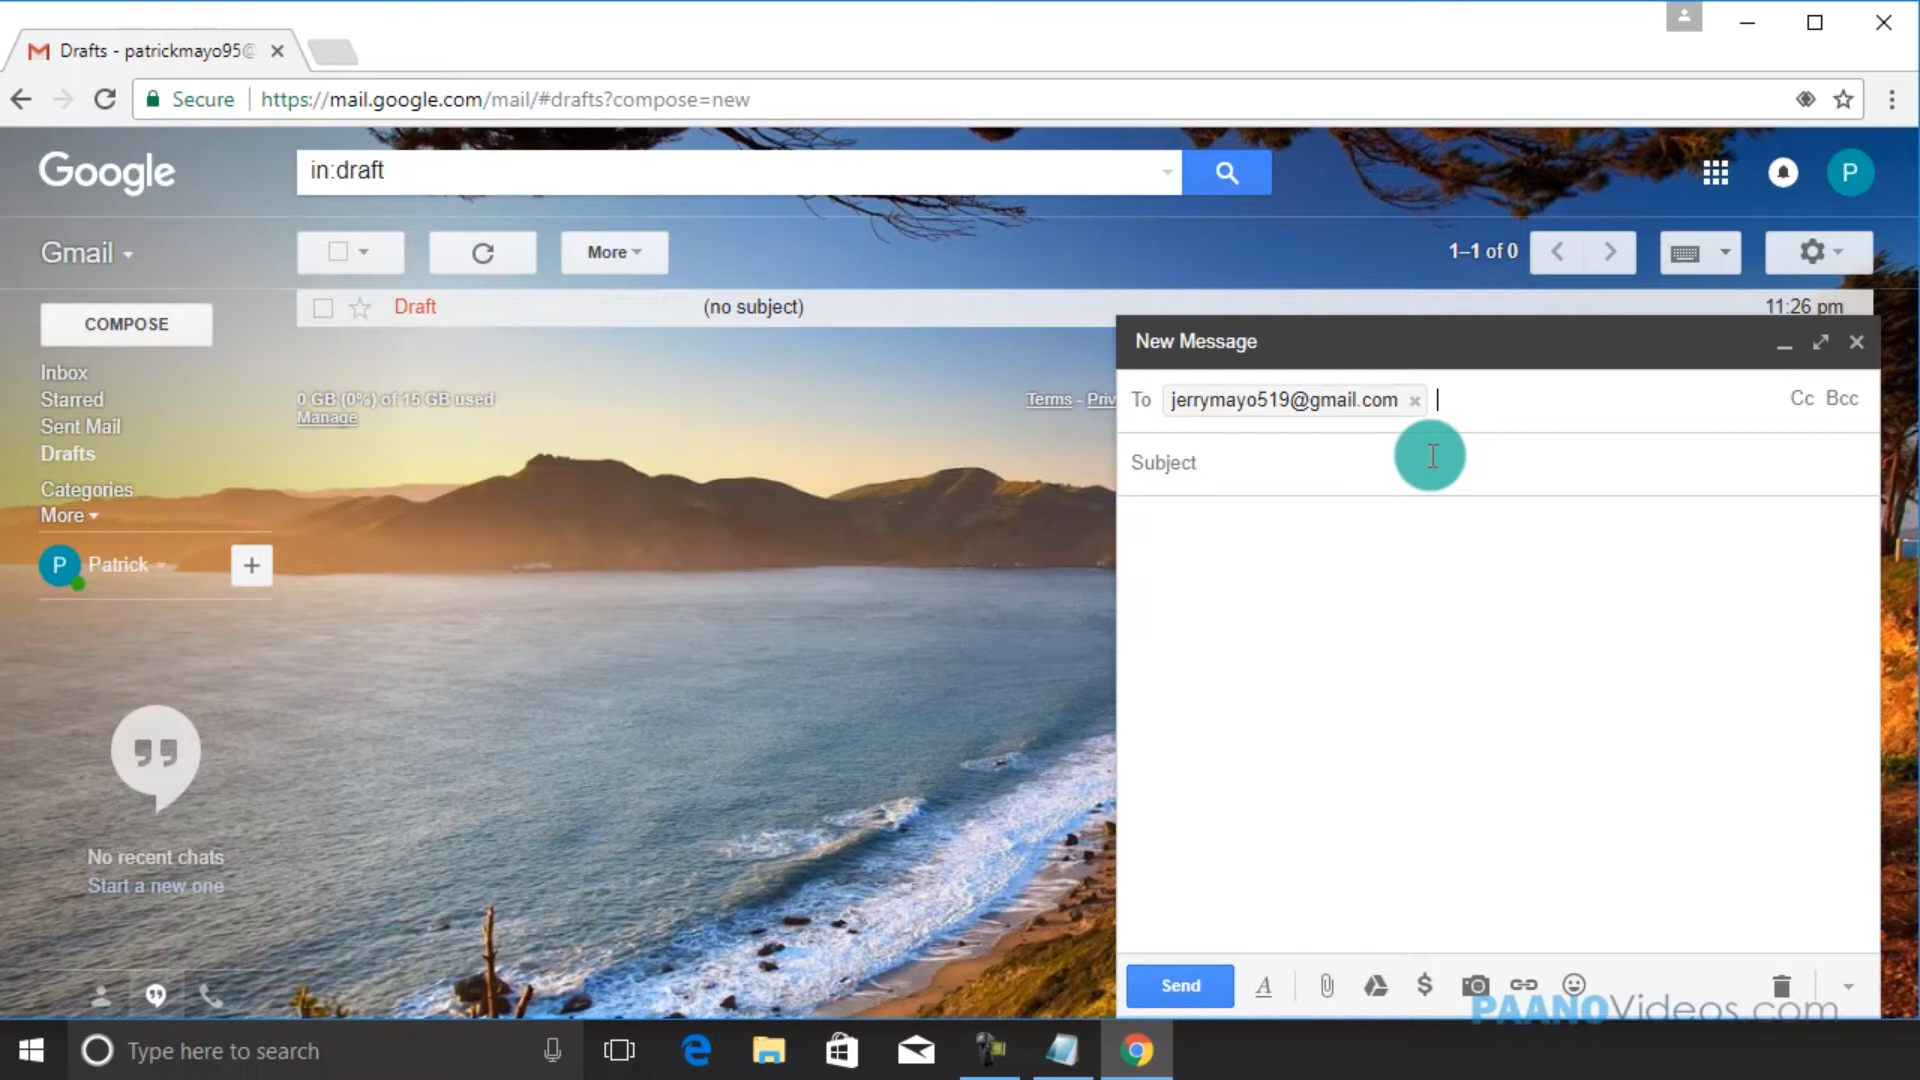 Drafts - patrickmayo95@
Secure https://mail.google.com/mail/#drafts?compose=new
Google
in:draft
P
Gmail
More
1–1 of 0
COMPOSE
Draft (no subject) 11:26 pm
New Message
Inbox
Starred
Sent Mail
Drafts
Categories
More
0 GB (0%) of 15 GB used
Manage
Terms - Priv
To jerrymayo519@gmail.com × Cc Bcc
Subject
P Patrick
No recent chats
Start a new one
Send
PAANOVideos.com
Type here to search